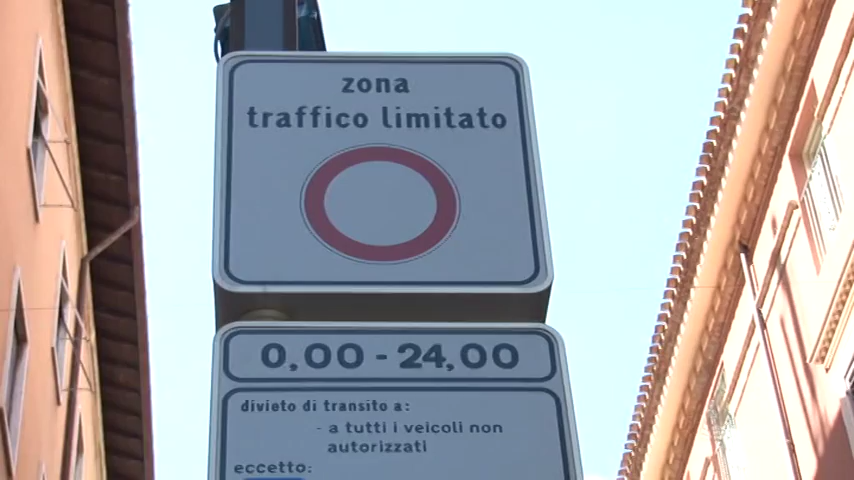 zona
traffico limitato
0,00 - 24,00
divieto di transito a:
- a tutti i veicoli non
autorizzati
eccetto: